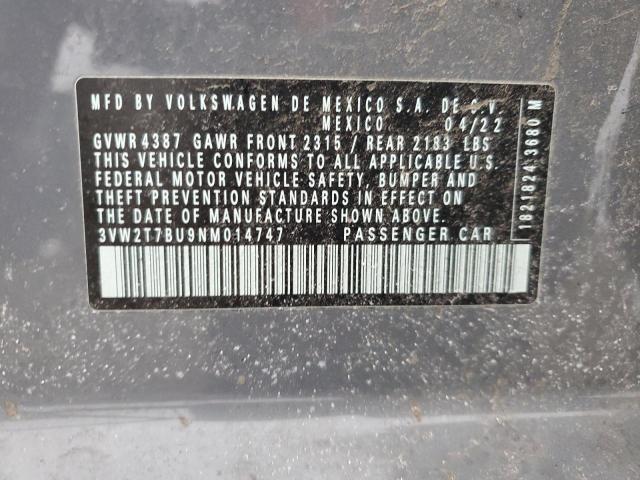 MFD BY VOLKSWAGEN DE MEXICO S.A. DE C.V.
MEXICO 04/22
GVWR 4387 GAWR FRONT 2315 / REAR 2183 LBS
THIS VEHICLE CONFORMS TO ALL APPLICABLE U.S.
FEDERAL MOTOR VEHICLE SAFETY, BUMPER AND
THEFT PREVENTION STANDARDS IN EFFECT ON
THE DATE OF MANUFACTURE SHOWN ABOVE.
3VW2T7BU9NM014747 PASSENGER CAR
1821824 3680 M